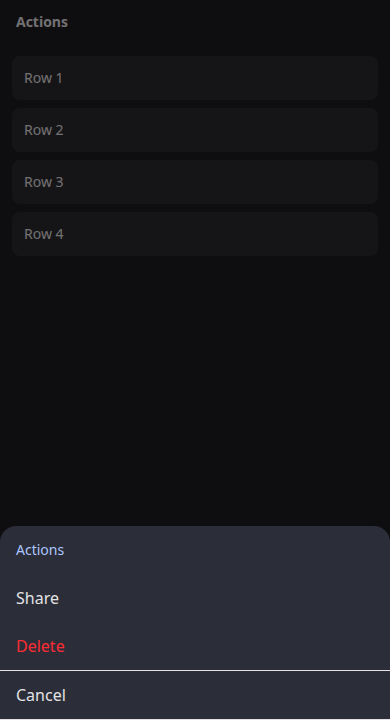 Actions
Row 1
Row 2
Row 3
Row 4
Actions
Share
Delete
Cancel